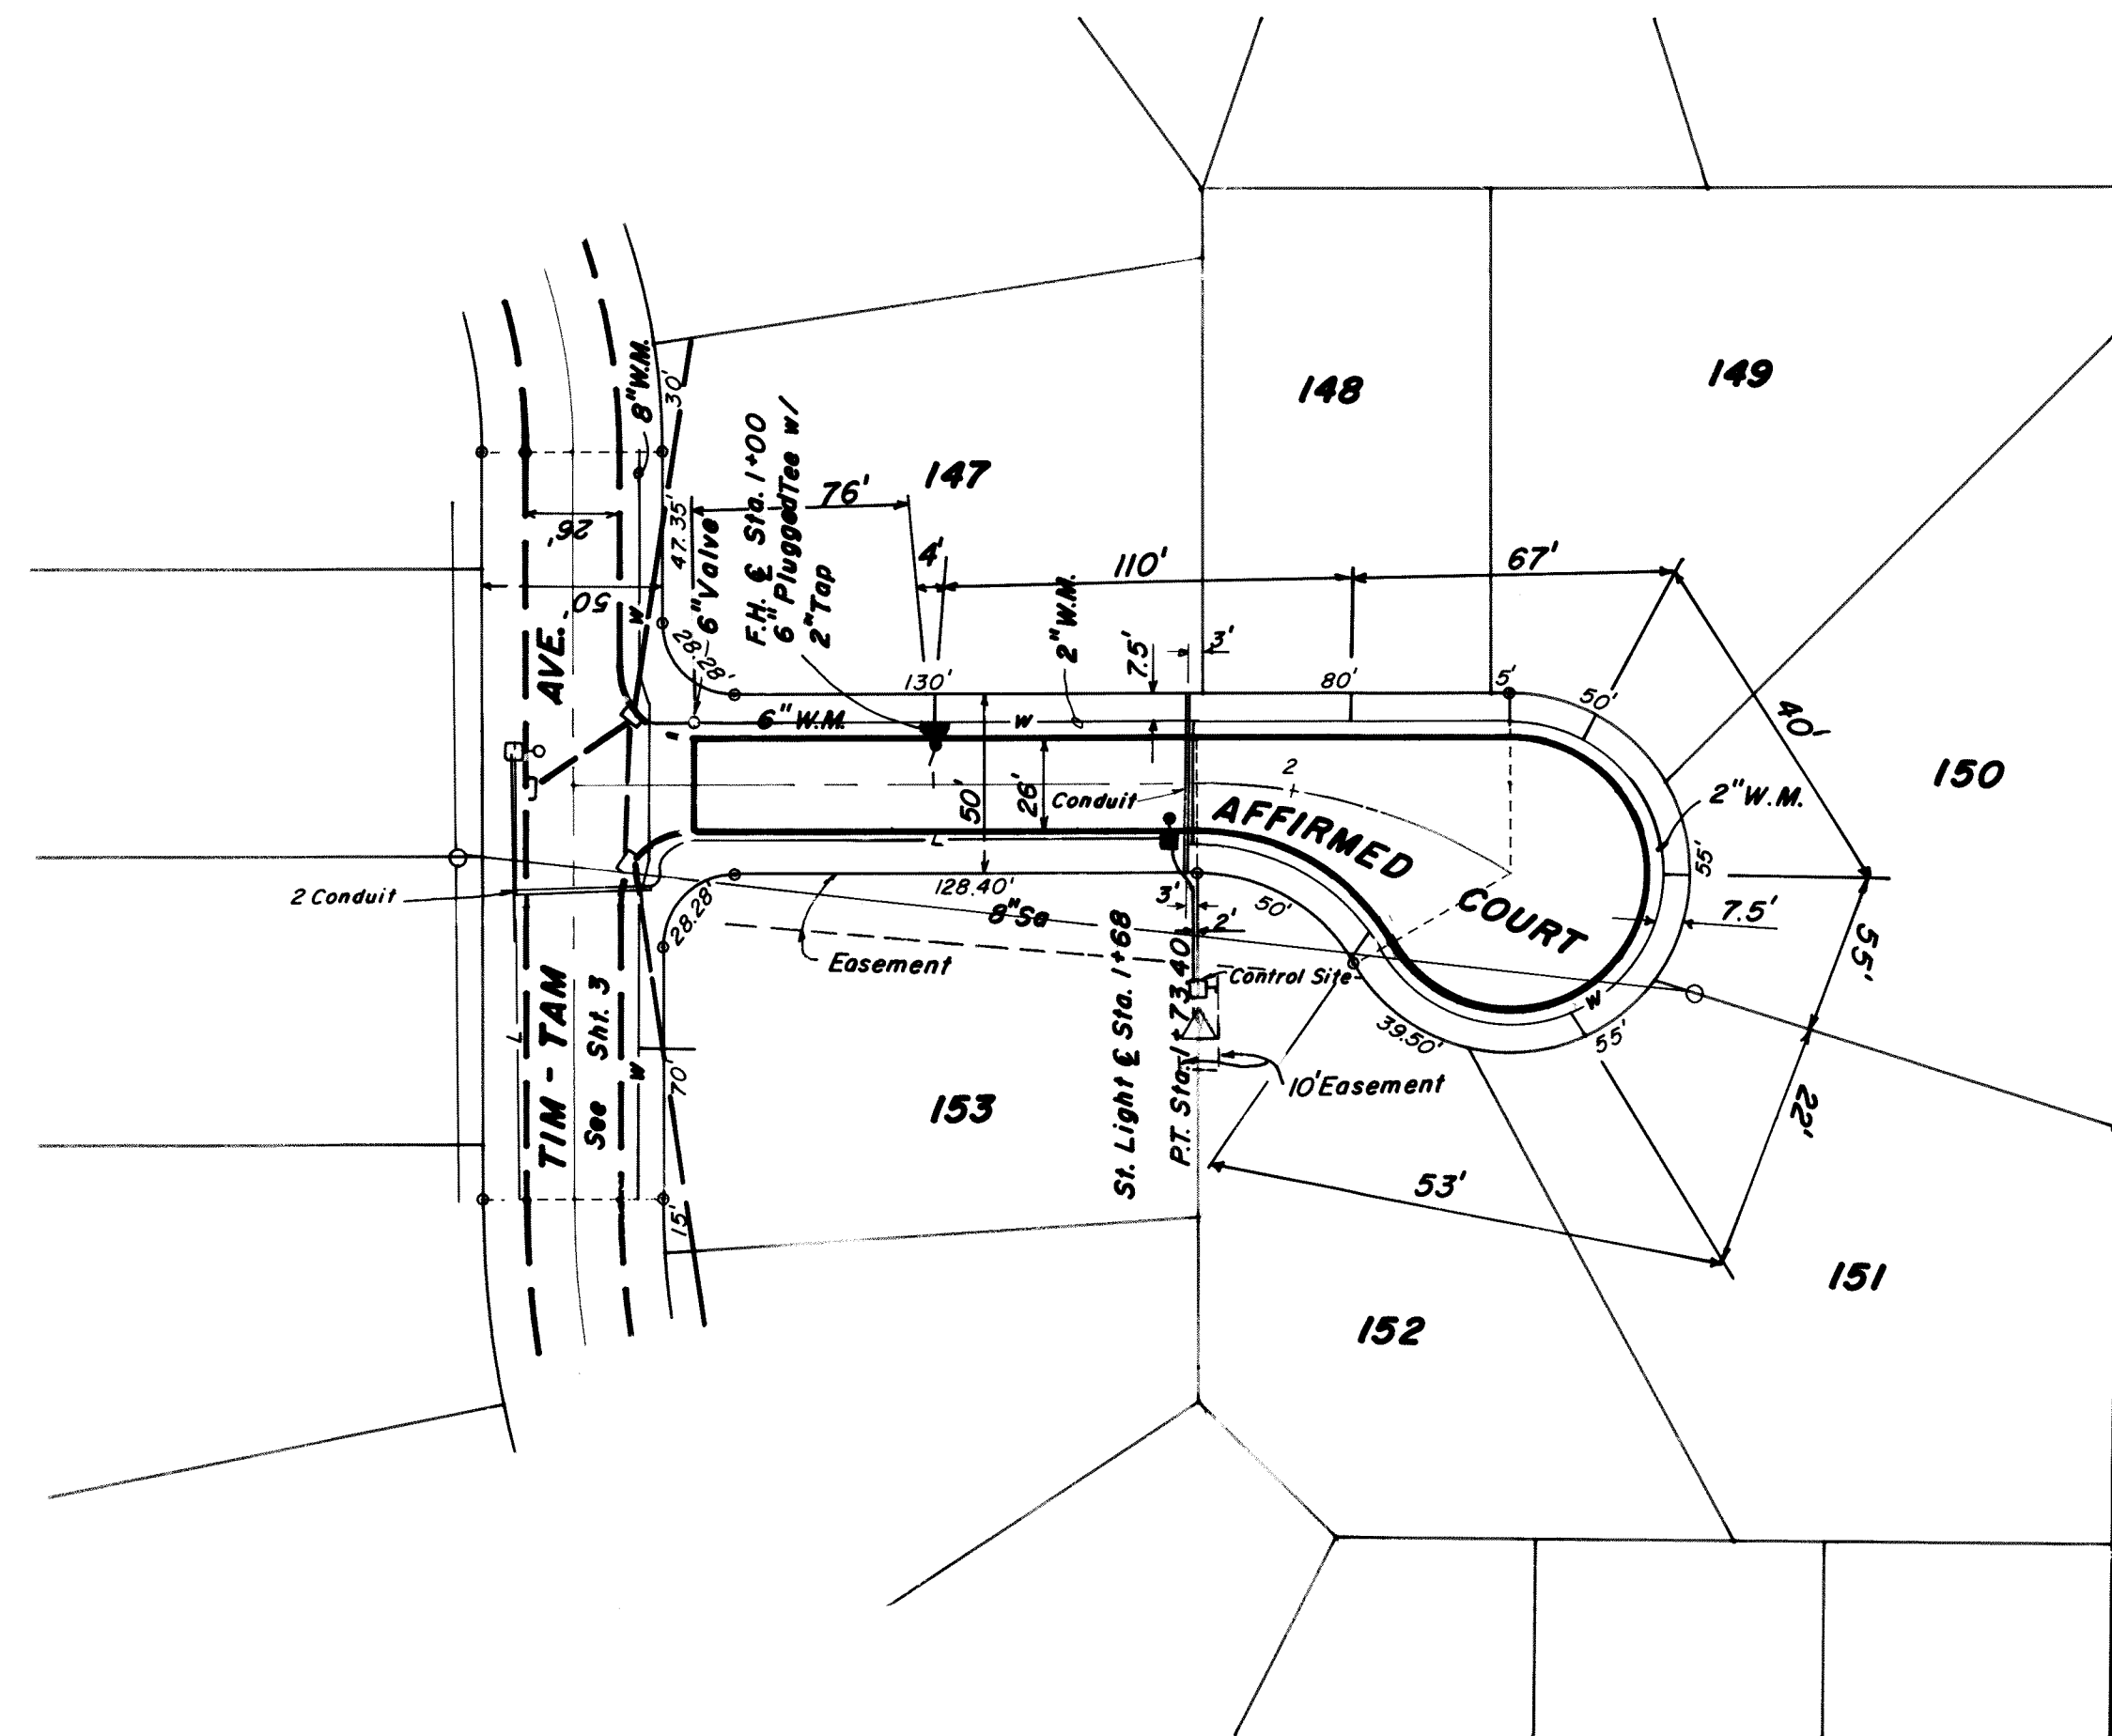 149
148
8"W.M.
30'
147
76'
F.H. ℄ Sta. 1+00
6" Plugged Tee w/
2" Tap
47.35'
6" Valve
26'
4'
110'
67'
50'
2" W.M.
7.5'
3'
W
28.28'
130'
80'
5'
50'
40'
AVE.
6" W.M.
W
150
2
2" W.M.
50'
26'
Conduit
AFFIRMED
COURT
L
55'
2 Conduit
128.40'
8"Sa
3'
50'
2'
7.5'
28.28'
55'
Easement
Control Site
W
TIM-TAM
See Sht. 3
L
W
70'
St. Light ℄ Sta. 1+68
P.T. Sta. 1+73.40
39.50'
55'
10' Easement
22'
153
53'
15'
151
152